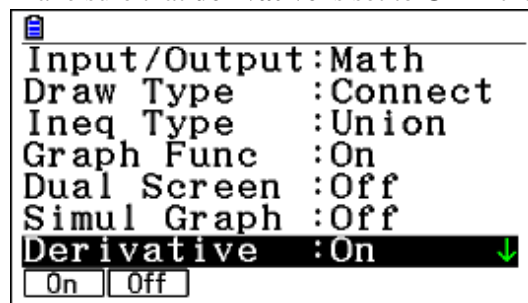 Input/Output:Math
Draw Type :Connect
Ineq Type :Union
Graph Func :On
Dual Screen :Off
Simul Graph :Off
Derivative :On ↓
On Off